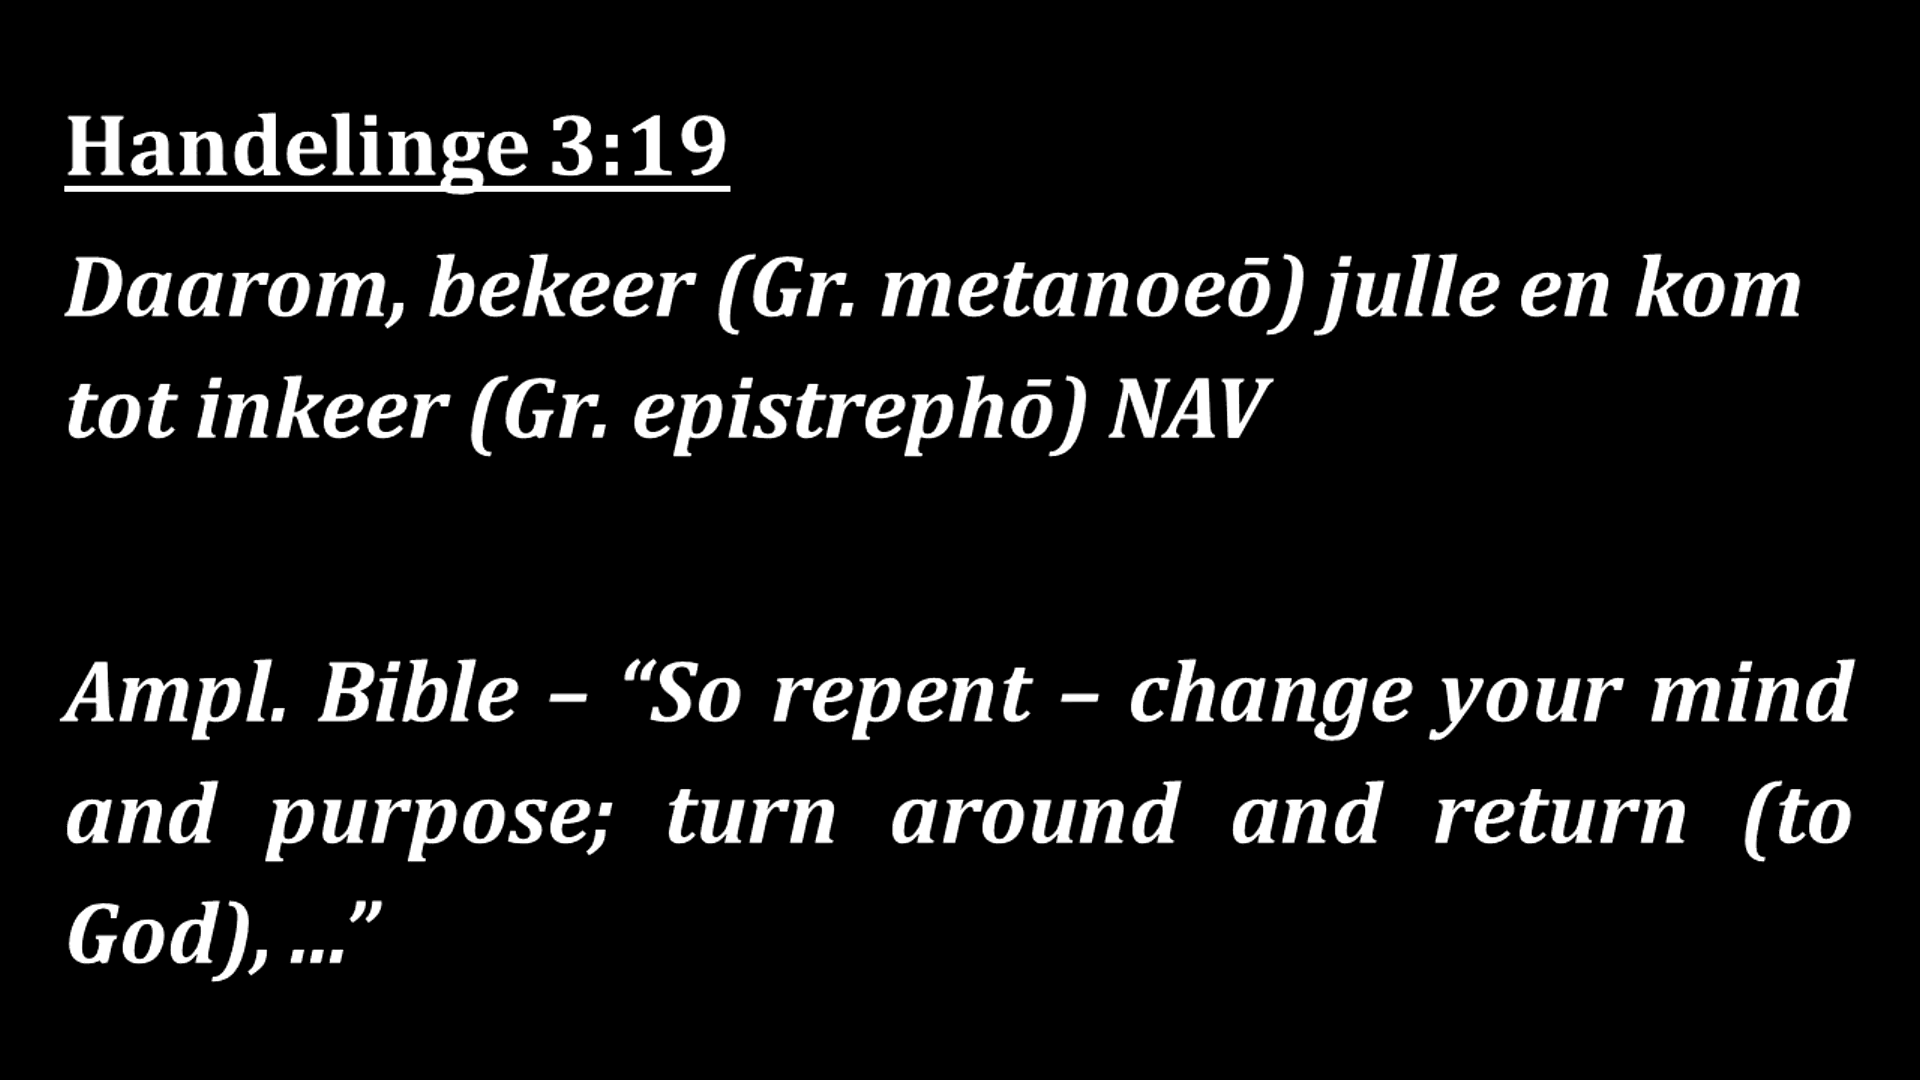 Handelinge 3:19
Daarom, bekeer (Gr. metanoeō) julle en kom
tot inkeer (Gr. epistrephō) NAV
Ampl. Bible – “So repent – change your mind
and purpose; turn around and return (to
God), …”